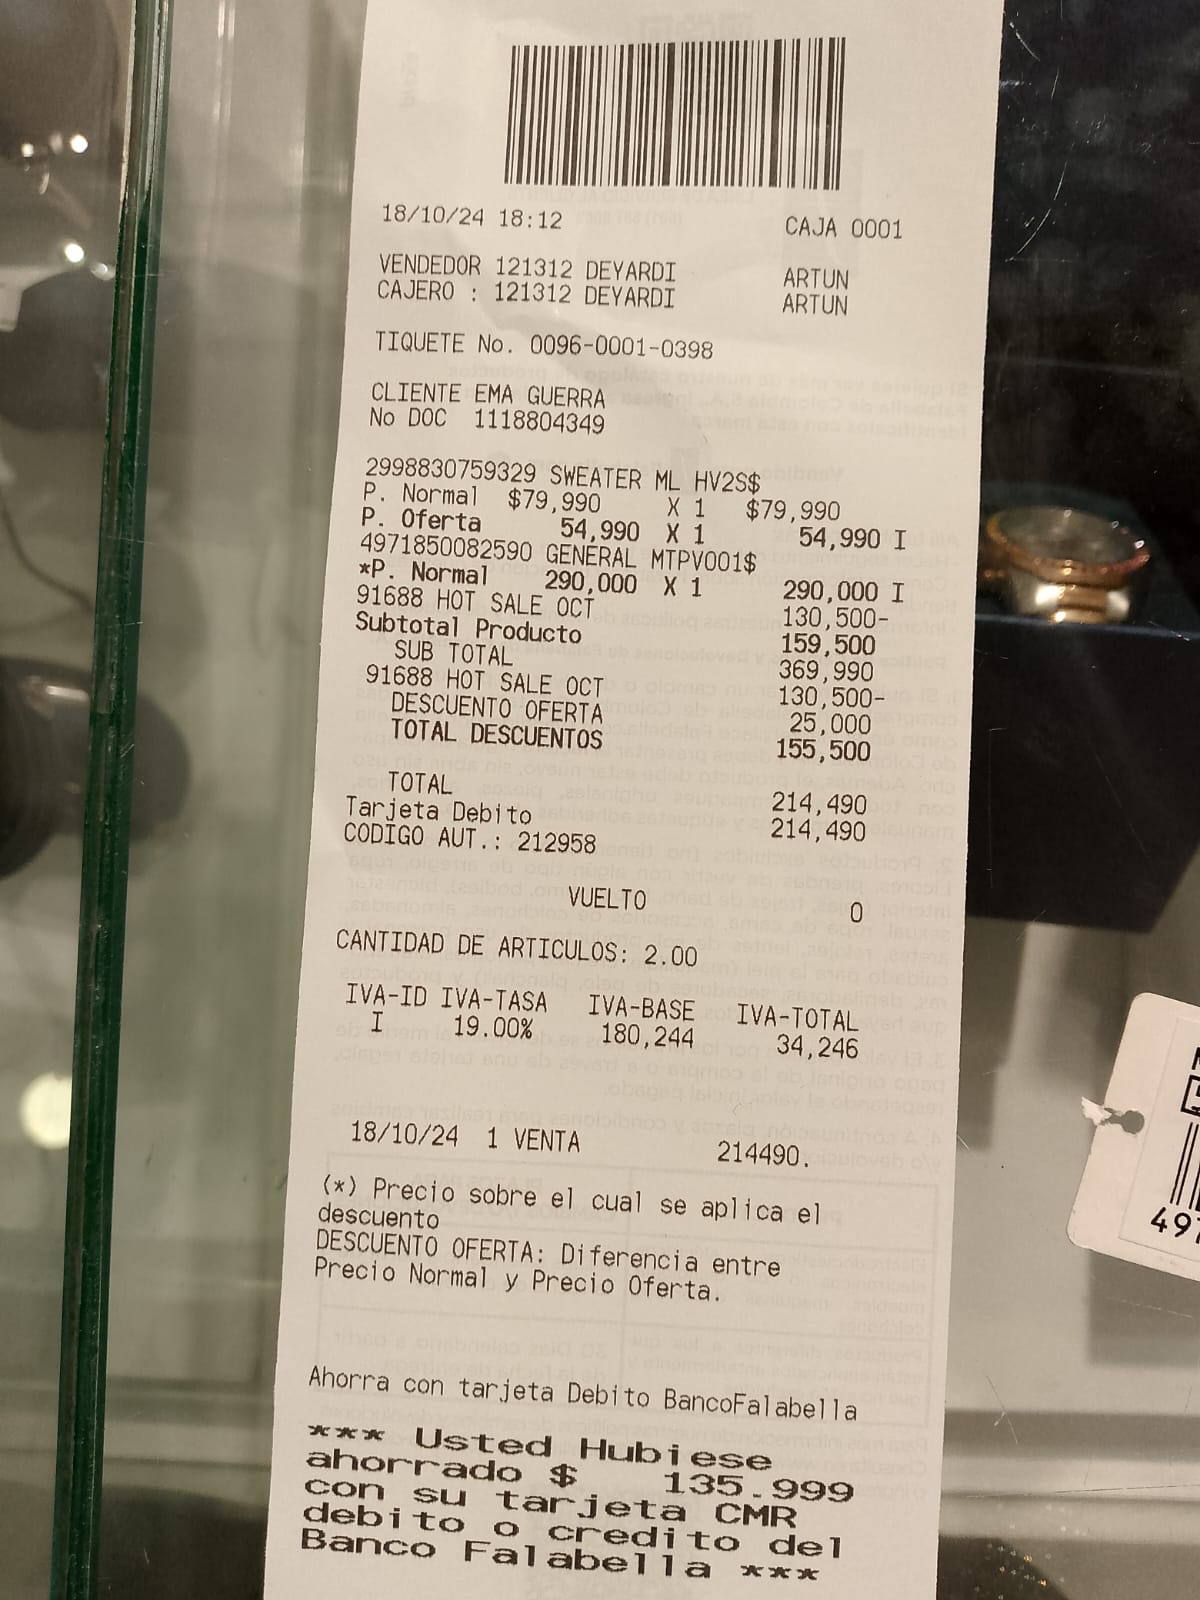 18/10/24 18:12 CAJA 0001
VENDEDOR 121312 DEYARDI ARTUN
CAJERO : 121312 DEYARDI ARTUN
TIQUETE No. 0096-0001-0398
CLIENTE EMA GUERRA
No DOC 1118804349
2998830759329 SWEATER ML HV2S$
P. Normal $79,990 X 1 $79,990
P. Oferta 54,990 X 1 54,990 I
4971850082590 GENERAL MTPV001$
*P. Normal 290,000 X 1 290,000 I
91688 HOT SALE OCT 130,500-
Subtotal Producto 159,500
SUB TOTAL 369,990
91688 HOT SALE OCT 130,500-
DESCUENTO OFERTA 25,000
TOTAL DESCUENTOS 155,500
TOTAL 214,490
Tarjeta Debito 214,490
CODIGO AUT.: 212958
VUELTO 0
CANTIDAD DE ARTICULOS: 2.00
IVA-ID IVA-TASA IVA-BASE IVA-TOTAL
I 19.00% 180,244 34,246
18/10/24 1 VENTA 214490.
(*) Precio sobre el cual se aplica el
descuento
DESCUENTO OFERTA: Diferencia entre
Precio Normal y Precio Oferta.
Ahorra con tarjeta Debito BancoFalabella
*** Usted Hubiese
ahorrado $ 135.999
con su tarjeta CMR
debito o credito del
Banco Falabella ***